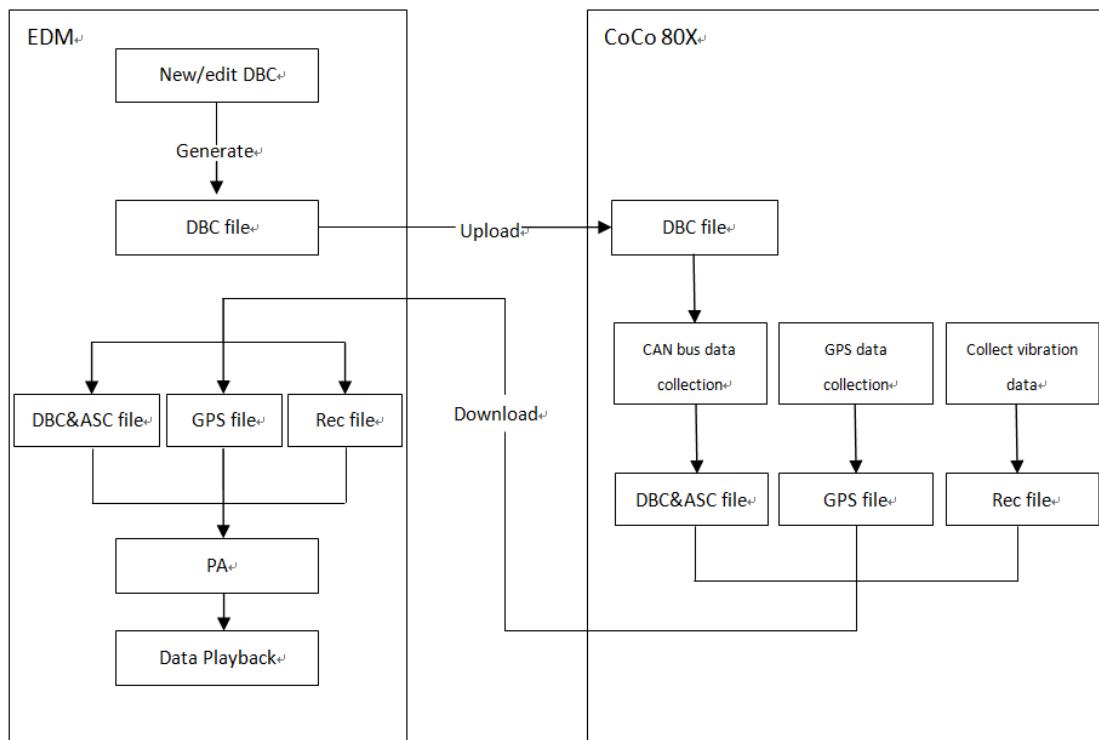 EDM
New/edit DBC
Generate
DBC file
DBC&ASC file
GPS file
Rec file
PA
Data Playback
Upload
Download
CoCo 80X
DBC file
CAN bus data
collection
GPS data
collection
Collect vibration
data
DBC&ASC file
GPS file
Rec file